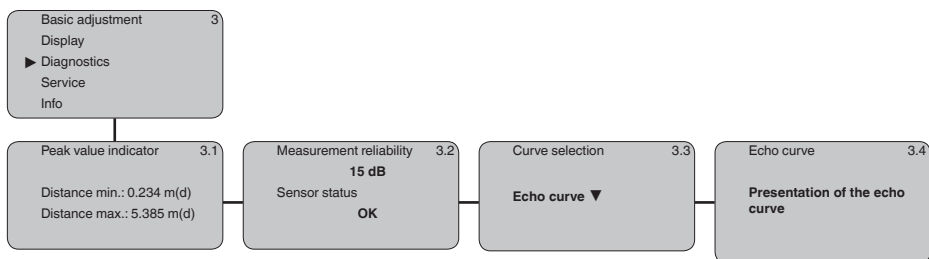 Basic adjustment 3
Display
▶ Diagnostics
Service
Info
Peak value indicator 3.1
Distance min.: 0.234 m(d)
Distance max.: 5.385 m(d)
Measurement reliability 3.2
15 dB
Sensor status
OK
Curve selection 3.3
Echo curve ▼
Echo curve 3.4
Presentation of the echo
curve